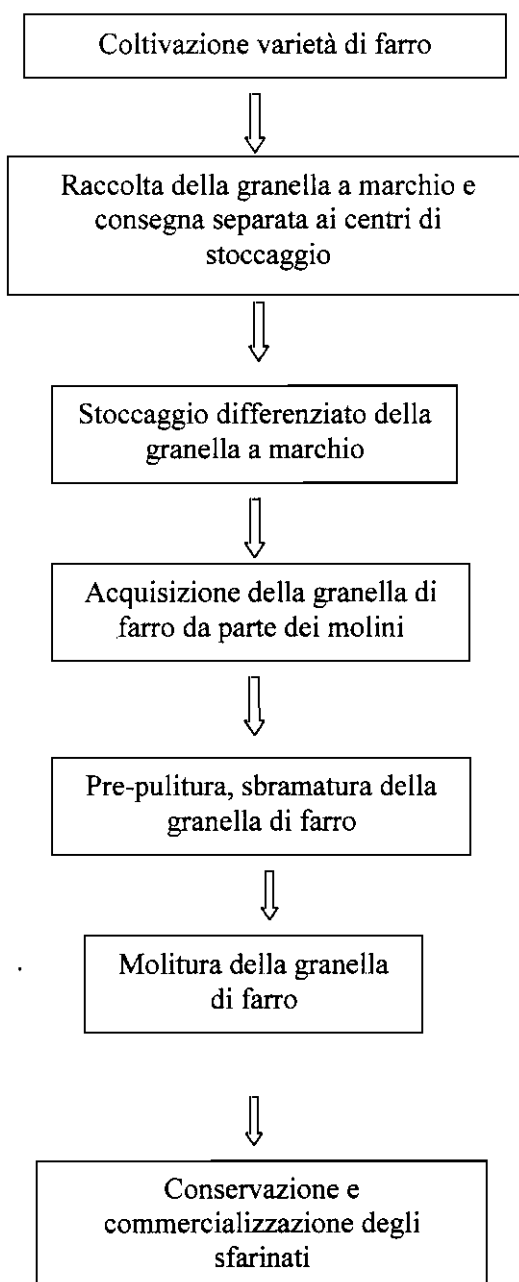 Coltivazione varietà di farro
Raccolta della granella a marchio e
consegna separata ai centri di
stoccaggio
Stoccaggio differenziato della
granella a marchio
Acquisizione della granella di
farro da parte dei molini
Pre-pulitura, sbramatura della
granella di farro
Molitura della granella
di farro
Conservazione e
commercializzazione degli
sfarinati